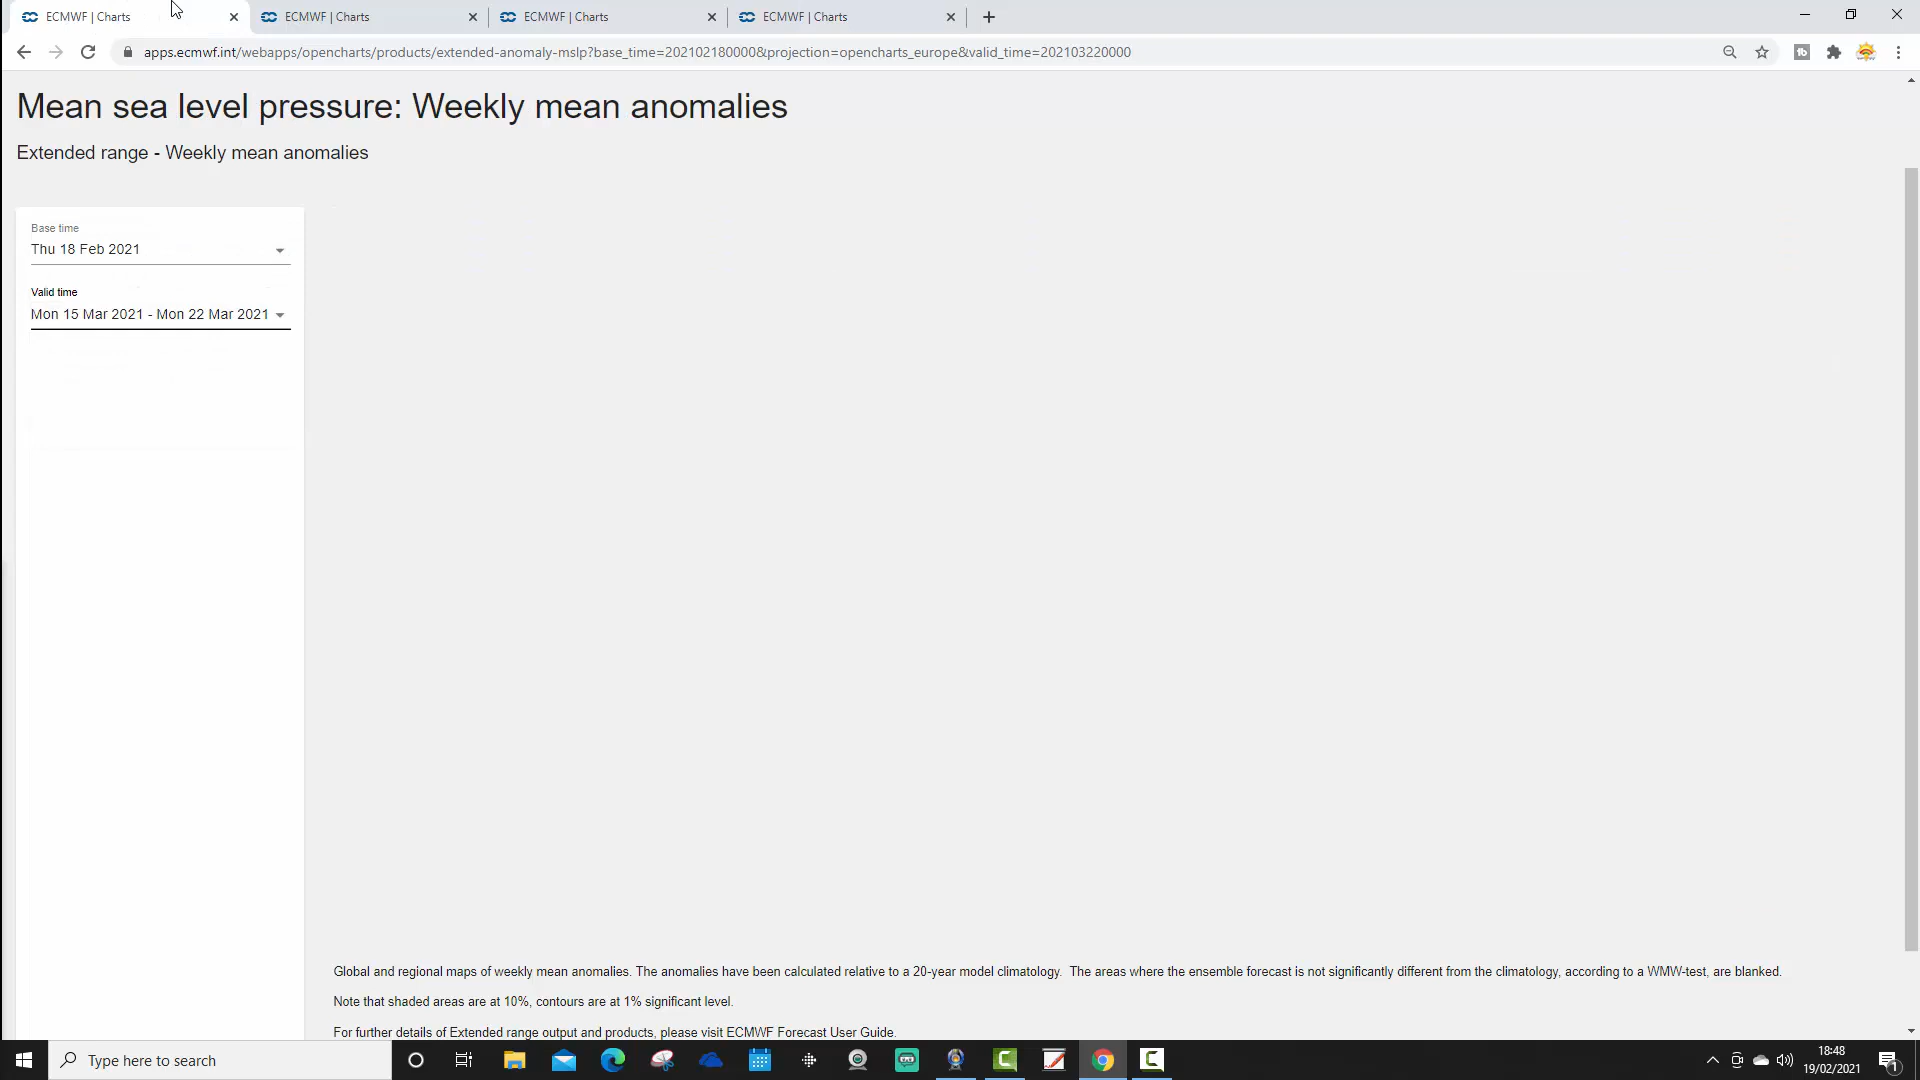 ECMWF | Charts
ECMWF | Charts
ECMWF | Charts
ECMWF | Charts
apps.ecmwf.int/webapps/opencharts/products/extended-anomaly-mslp?base_time=202102180000&projection=opencharts_europe&valid_time=202103220000
Mean sea level pressure: Weekly mean anomalies
Extended range - Weekly mean anomalies
Base time
Thu 18 Feb 2021
Valid time
Mon 15 Mar 2021 - Mon 22 Mar 2021
Global and regional maps of weekly mean anomalies. The anomalies have been calculated relative to a 20-year model climatology. The areas where the ensemble forecast is not significantly different from the climatology, according to a WMW-test, are blanked.
Note that shaded areas are at 10%, contours are at 1% significant level.
For further details of Extended range output and products, please visit ECMWF Forecast User Guide.
Type here to search
18:48
19/02/2021
1